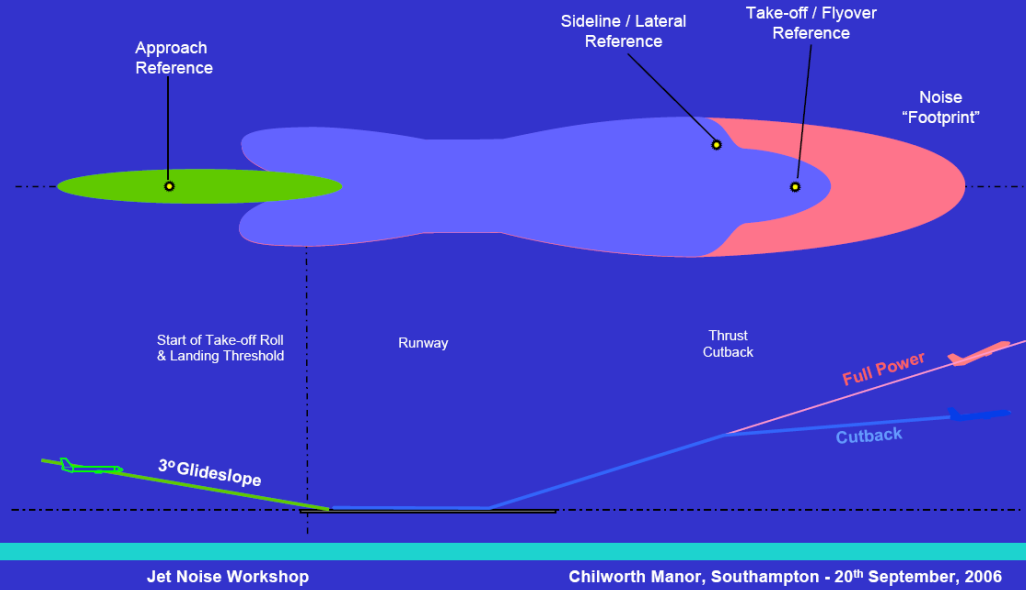 Approach
Reference
Sideline / Lateral
Reference
Take-off / Flyover
Reference
Noise
“Footprint”
Start of Take-off Roll
& Landing Threshold
Runway
Thrust
Cutback
Full Power
Cutback
3º Glideslope
Jet Noise Workshop
Chilworth Manor, Southampton - 20th September, 2006